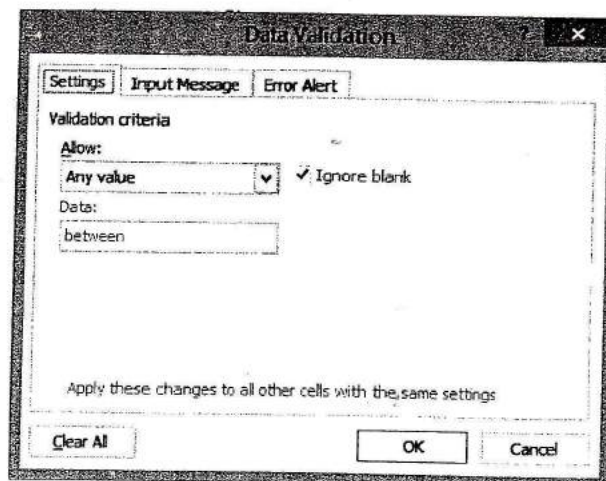 Data Validation ? ×
Settings Input Message Error Alert
Validation criteria
Allow:
Any value ✓ Ignore blank
Data:
between
Apply these changes to all other cells with the same settings
Clear All OK Cancel